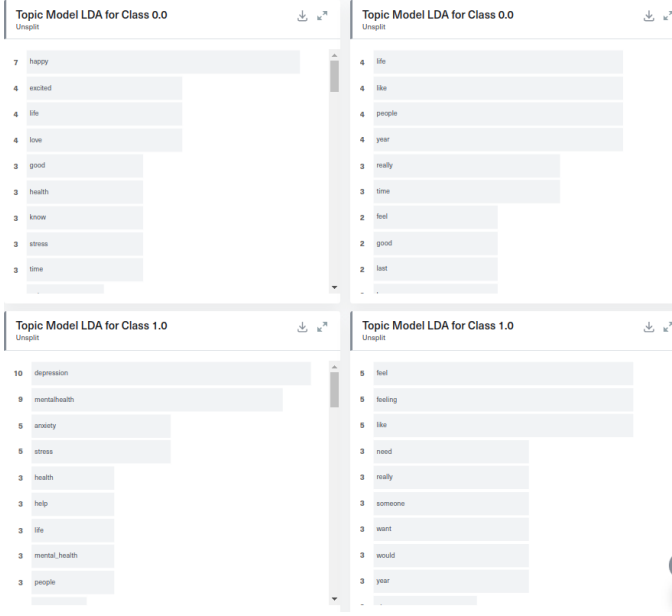 Topic Model LDA for Class 0.0
Unsplit
7 happy
4 excited
4 life
4 love
3 good
3 health
3 know
3 stress
3 time
Topic Model LDA for Class 0.0
Unsplit
4 life
4 like
4 people
4 year
3 really
3 time
2 feel
2 good
2 last
Topic Model LDA for Class 1.0
Unsplit
10 depression
9 mentalhealth
5 anxiety
5 stress
3 health
3 help
3 life
3 mental_health
3 people
Topic Model LDA for Class 1.0
Unsplit
5 feel
5 feeling
5 like
3 need
3 really
3 someone
3 want
3 would
3 year